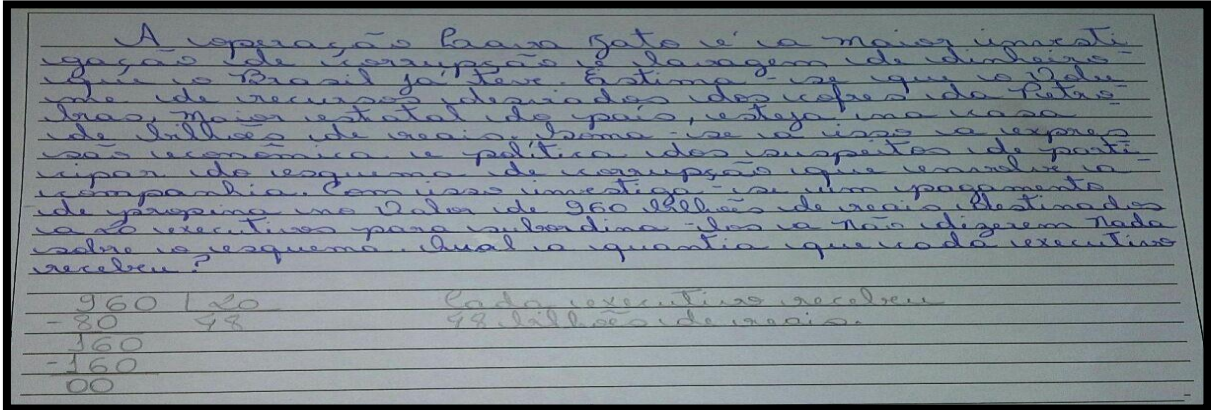 A operação Laava Gato é a maior investi
gação de corrupção e lavagem de dinheiro
que o Brasil já teve. Estima-se que o Volu
me de recursos desviados dos cofres da Petro
bras, maior estatal do país, esteja na casa
de bilhões de reais. Soma-se a isso a expres
são econômica e política dos suspeitos de parti
cipar do esquema de corrupção que envolve a
companhia. Com isso investiga-se um pagamento
de propina no Valor de 960 bilhões de reais destinados
a 20 executivos para subordina-los a não dizerem nada
sobre o esquema. Qual a quantia que cada executivo
recebeu?
960 20 Cada executivo recebeu
-80 48 48 bilhões de reais.
160
-160
00